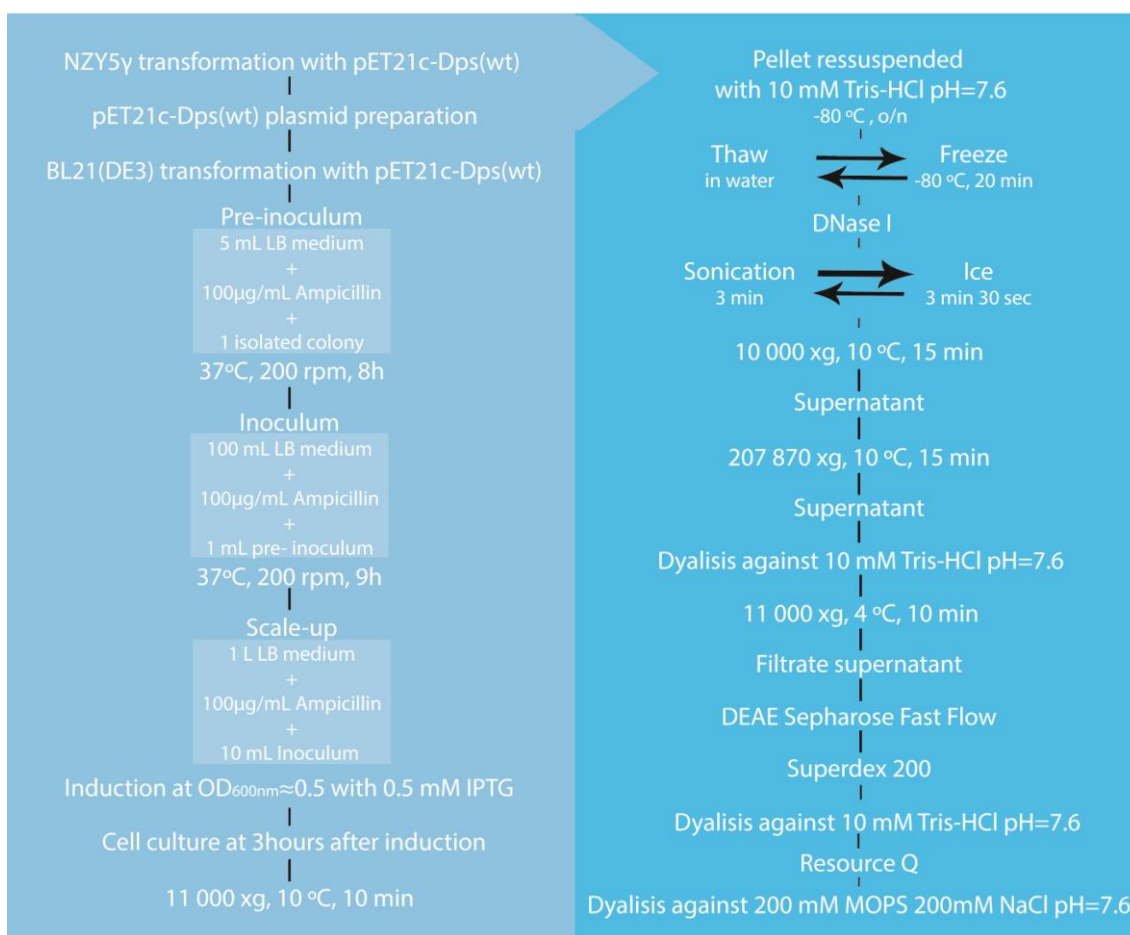 NZY5γ transformation with pET21c-Dps(wt)
pET21c-Dps(wt) plasmid preparation
BL21(DE3) transformation with pET21c-Dps(wt)
Pre-inoculum
5 mL LB medium
+
100µg/mL Ampicillin
+
1 isolated colony
37ºC, 200 rpm, 8h
Inoculum
100 mL LB medium
+
100µg/mL Ampicillin
+
1 mL pre- inoculum
37ºC, 200 rpm, 9h
Scale-up
1 L LB medium
+
100µg/mL Ampicillin
+
10 mL Inoculum
Induction at OD600nm≈0.5 with 0.5 mM IPTG
Cell culture at 3hours after induction
11 000 xg, 10 ºC, 10 min
Pellet ressuspended
with 10 mM Tris-HCl pH=7.6
-80 ºC , o/n
Thaw Freeze
in water -80 ºC, 20 min
DNase I
Sonication Ice
3 min 3 min 30 sec
10 000 xg, 10 ºC, 15 min
Supernatant
207 870 xg, 10 ºC, 15 min
Supernatant
Dyalisis against 10 mM Tris-HCl pH=7.6
11 000 xg, 4 ºC, 10 min
Filtrate supernatant
DEAE Sepharose Fast Flow
Superdex 200
Dyalisis against 10 mM Tris-HCl pH=7.6
Resource Q
Dyalisis against 200 mM MOPS 200mM NaCl pH=7.6